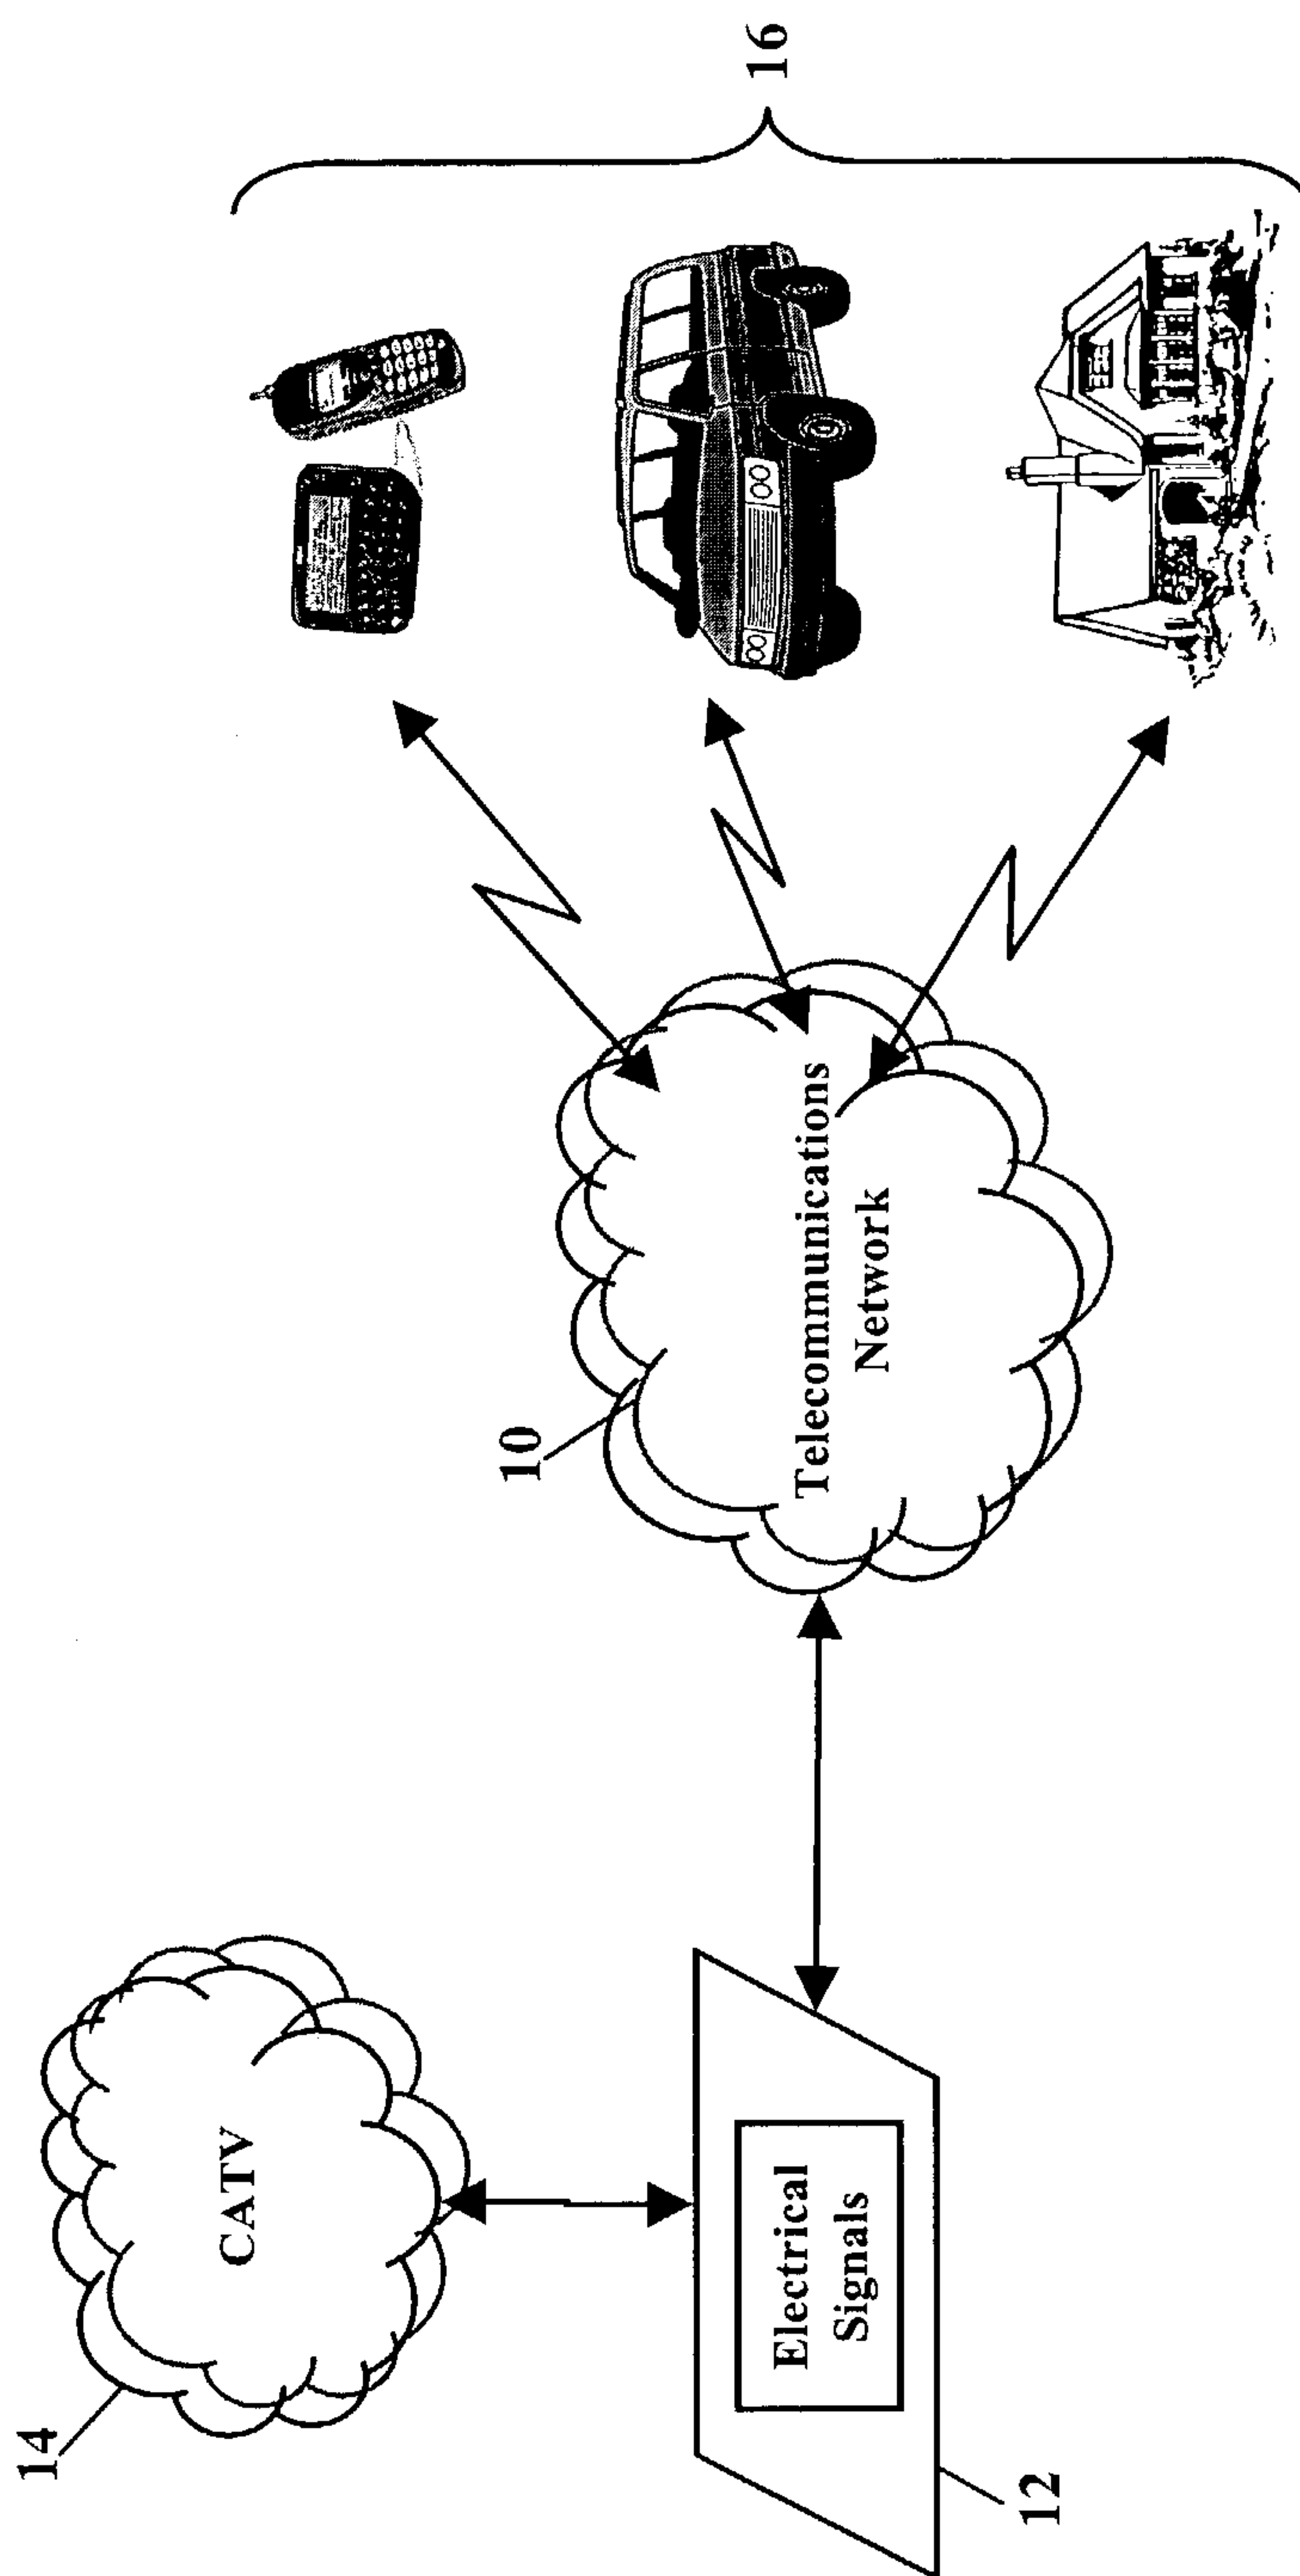 14
CATV
Electrical
Signals
12
10
Telecommunications
Network
16